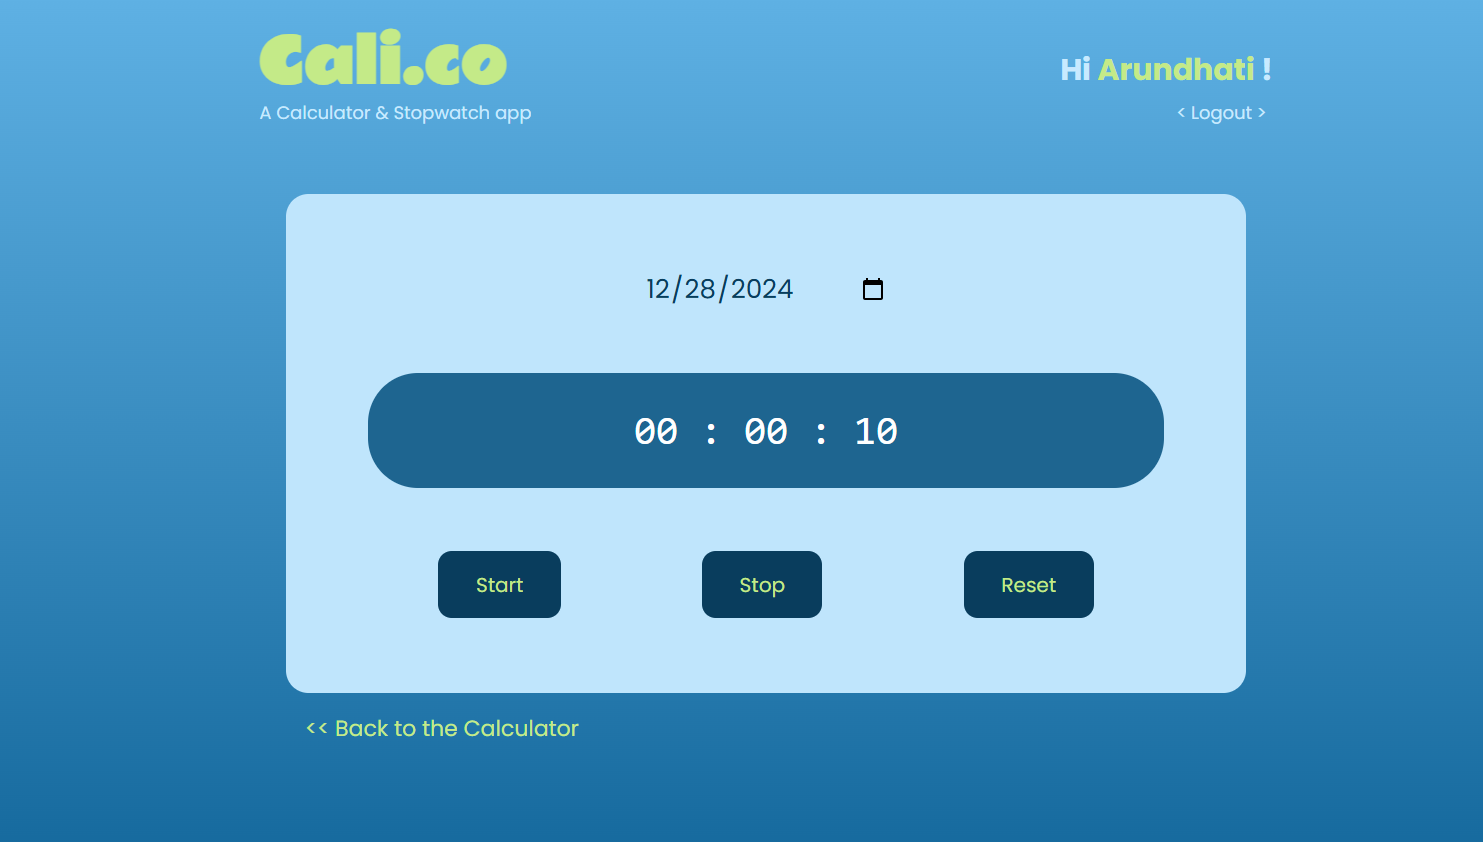 Cali.co
A Calculator & Stopwatch app
Hi Arundhati !
< Logout >
12/28/2024
00 : 00 : 10
Start
Stop
Reset
<< Back to the Calculator